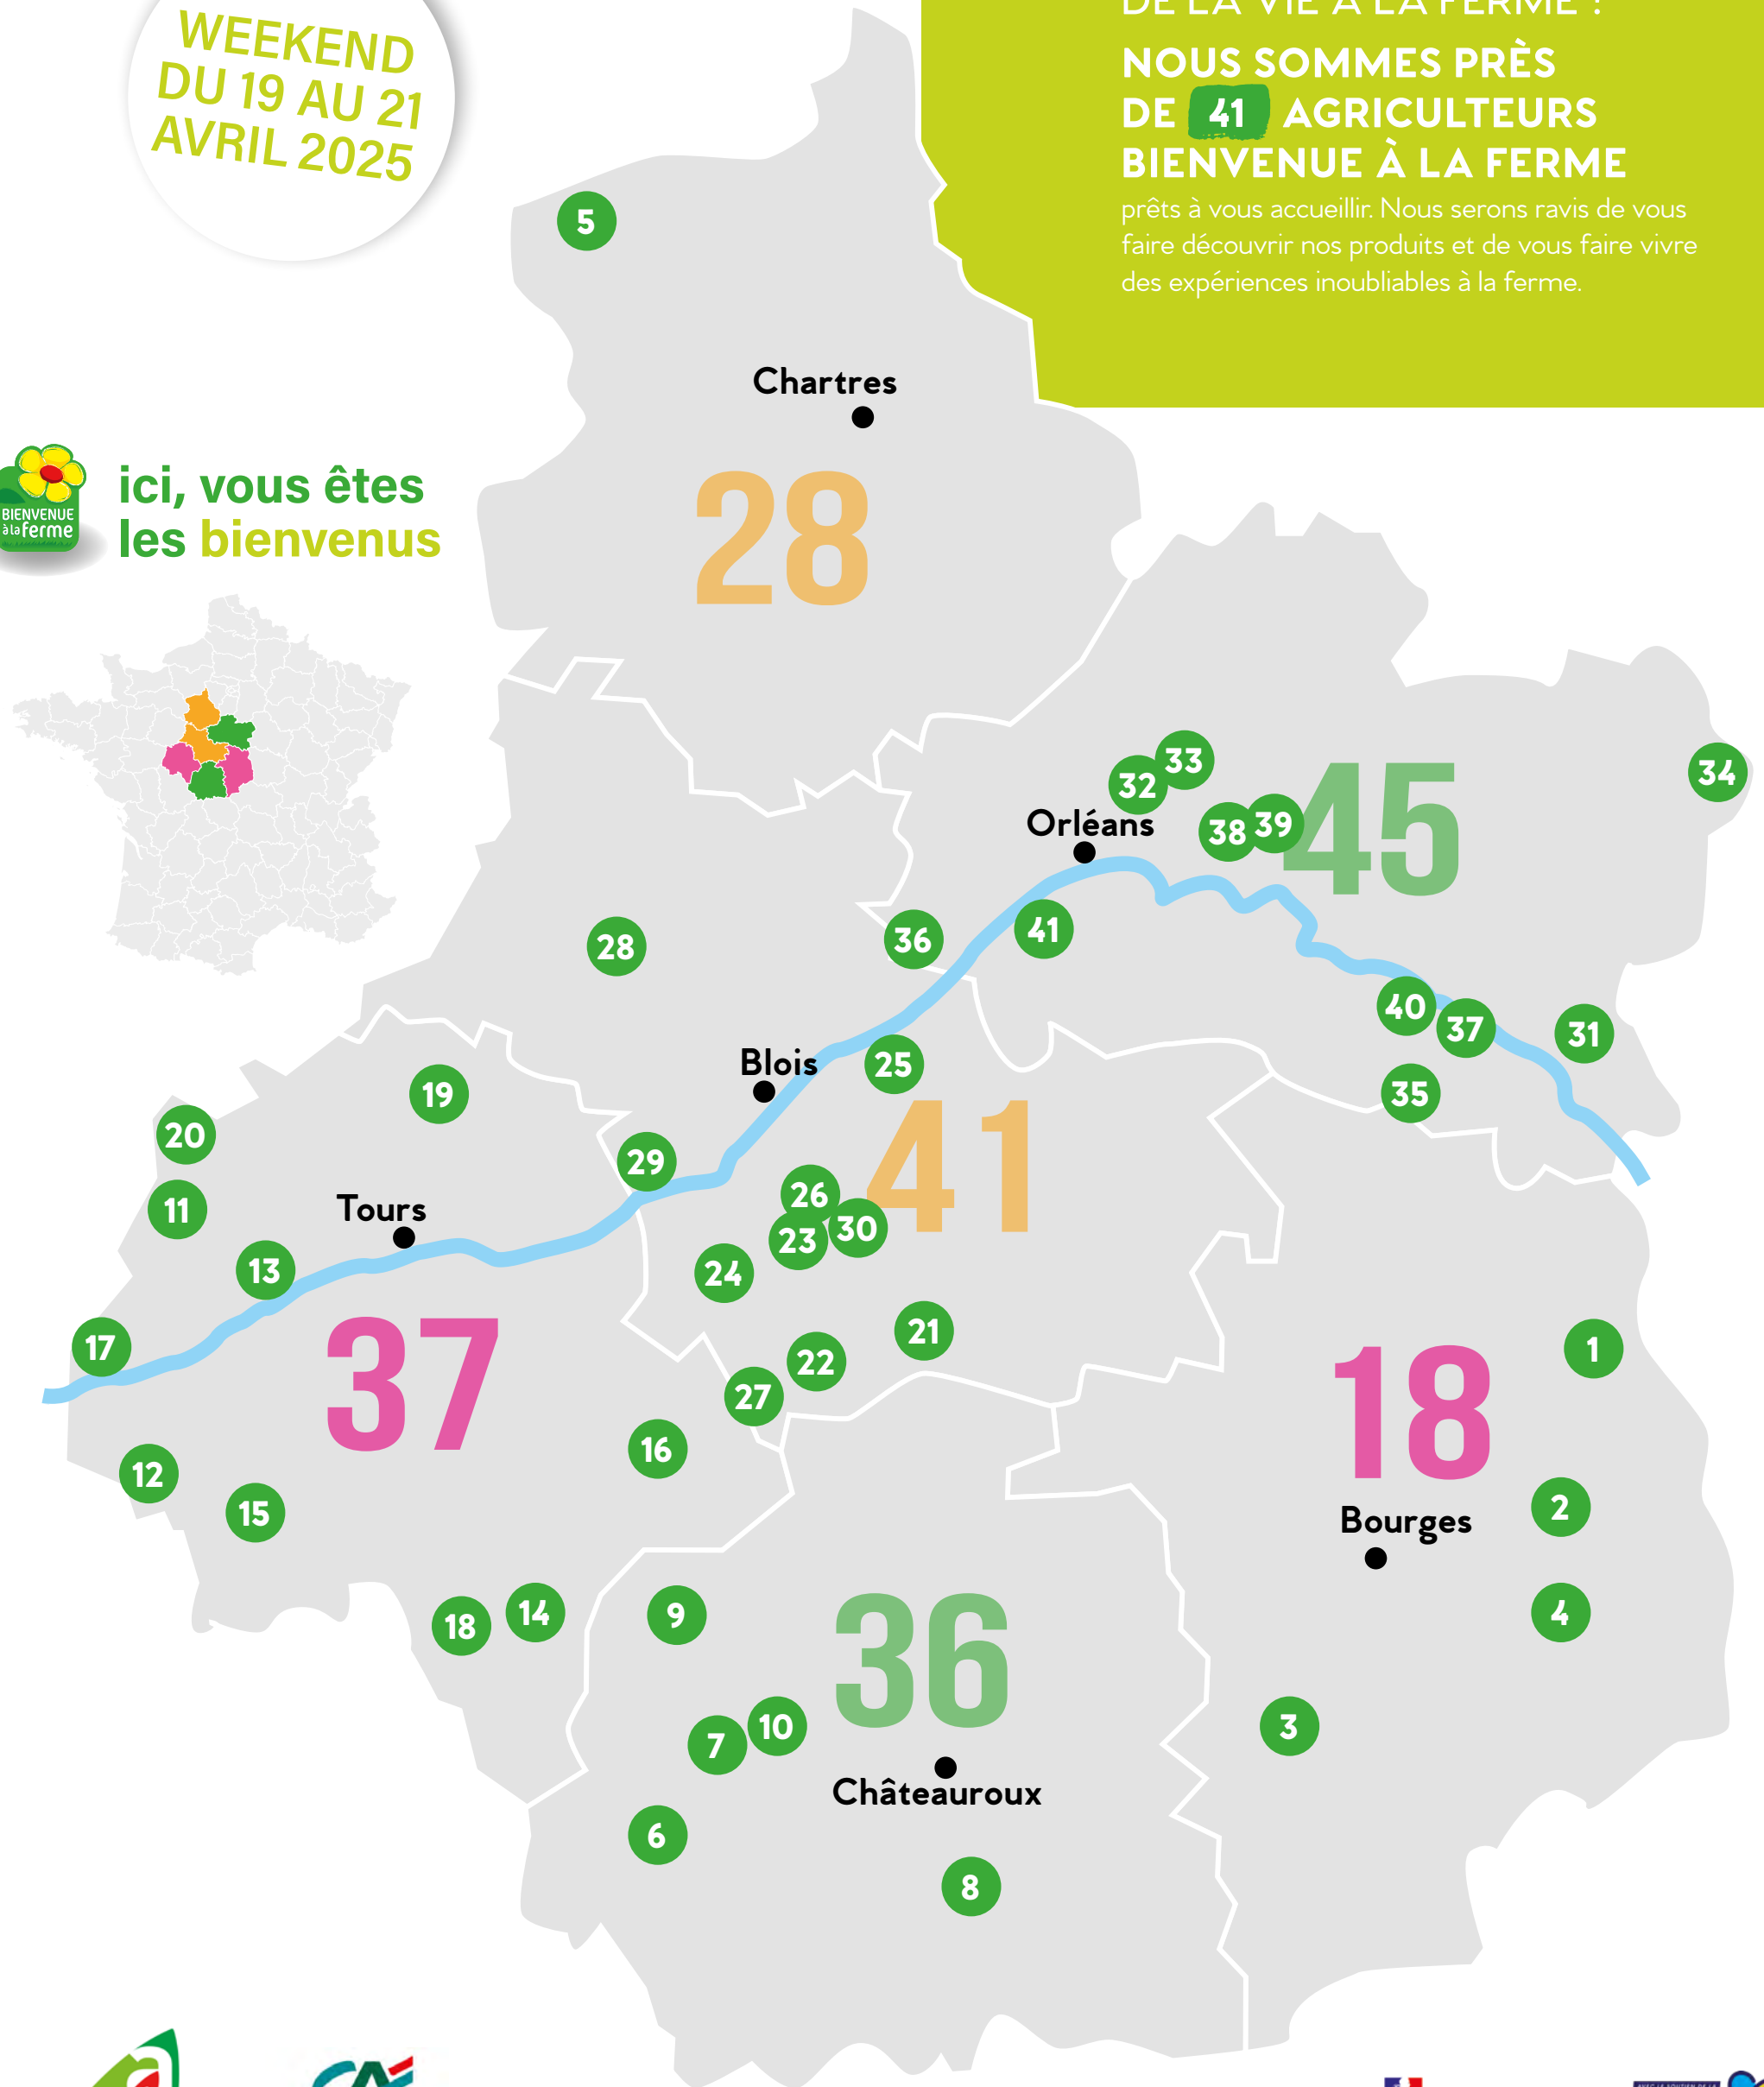 WEEKEND
DU 19 AU 21
AVRIL 2025
DE LA VIE À LA FERME !
NOUS SOMMES PRÈS
DE 41 AGRICULTEURS
BIENVENUE À LA FERME
prêts à vous accueillir. Nous serons ravis de vous
faire découvrir nos produits et de vous faire vivre
des expériences inoubliables à la ferme.
5
Chartres
28
BIENVENUE
à la ferme
ici, vous êtes
les bienvenus
33
32
34
Orléans
38
39
45
28
36
41
40
37
31
Blois
25
35
19
20
41
29
11
Tours
26
30
23
13
24
21
17
37
22
1
27
18
16
12
2
15
Bourges
9
14
18
36
4
10
3
7
Châteauroux
6
8